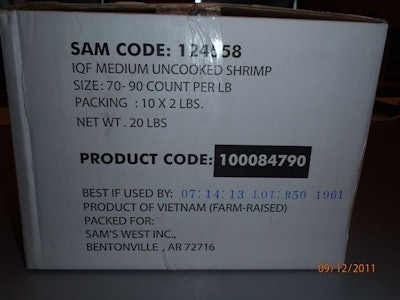 SAM CODE: 124558
IQF MEDIUM UNCOOKED SHRIMP
SIZE: 70- 90 COUNT PER LB
PACKING : 10 X 2 LBS.
NET WT . 20 LBS
PRODUCT CODE: 100084790
BEST IF USED BY: 07:14:13 LOT: R50 1961
PRODUCT OF VIETNAM (FARM-RAISED)
PACKED FOR:
SAM'S WEST INC.,
BENTONVILLE , AR 72716
09/12/2011